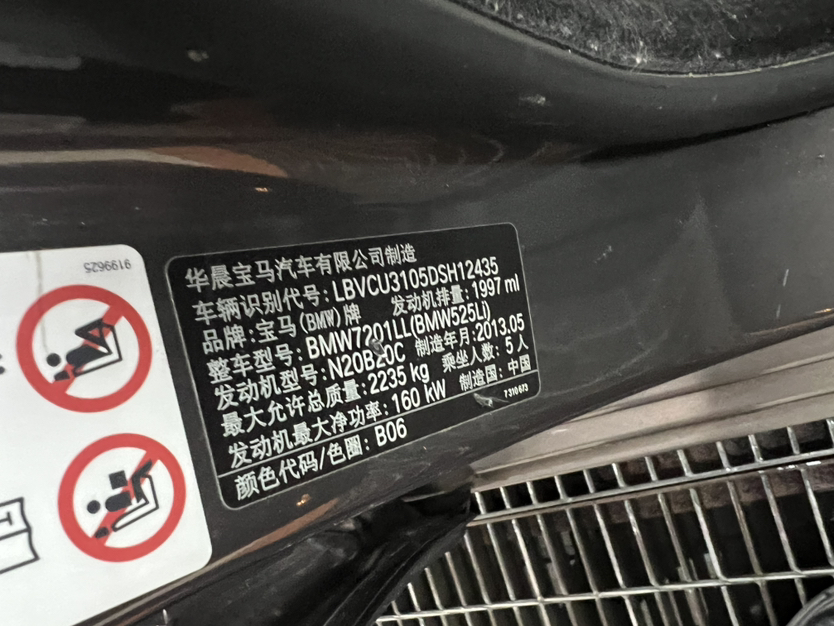 9199625
华晨宝马汽车有限公司制造
车辆识别代号: LBVCU3105DSH12435
品牌: 宝马(BMW)牌 发动机排量: 1997 ml
整车型号: BMW7201LL(BMW525Li)
发动机型号: N20B20C 制造年月: 2013.05
最大允许总质量: 2235 kg 乘坐人数: 5 人
发动机最大净功率: 160 kW 制造国: 中国
颜色代码/色圈: B06
7310673